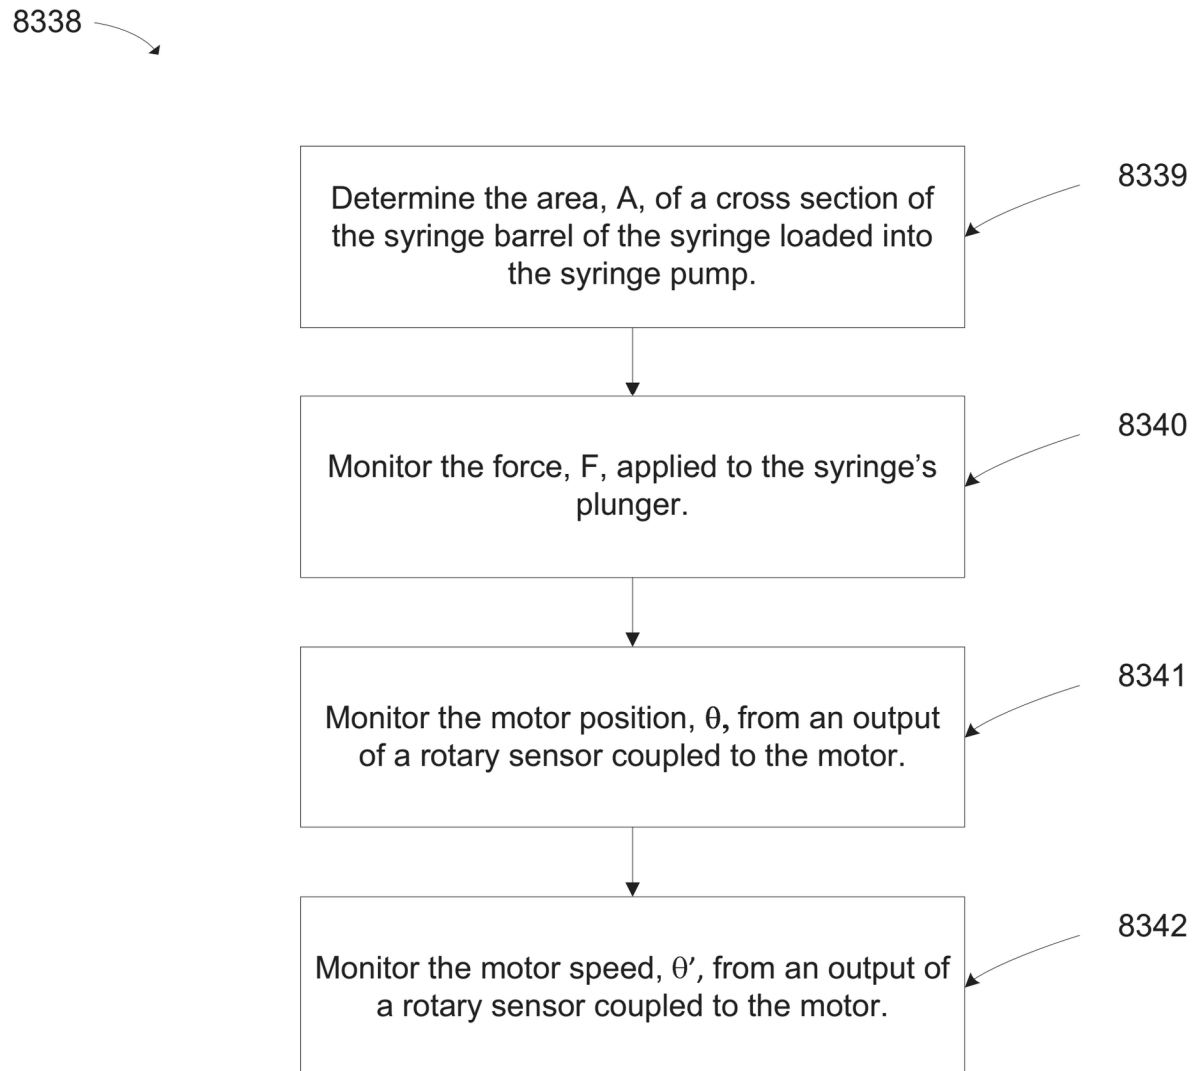 8338
8339
Determine the area, A, of a cross section of
the syringe barrel of the syringe loaded into
the syringe pump.
8340
Monitor the force, F, applied to the syringe’s
plunger.
8341
Monitor the motor position, θ, from an output
of a rotary sensor coupled to the motor.
8342
Monitor the motor speed, θ’, from an output of
a rotary sensor coupled to the motor.